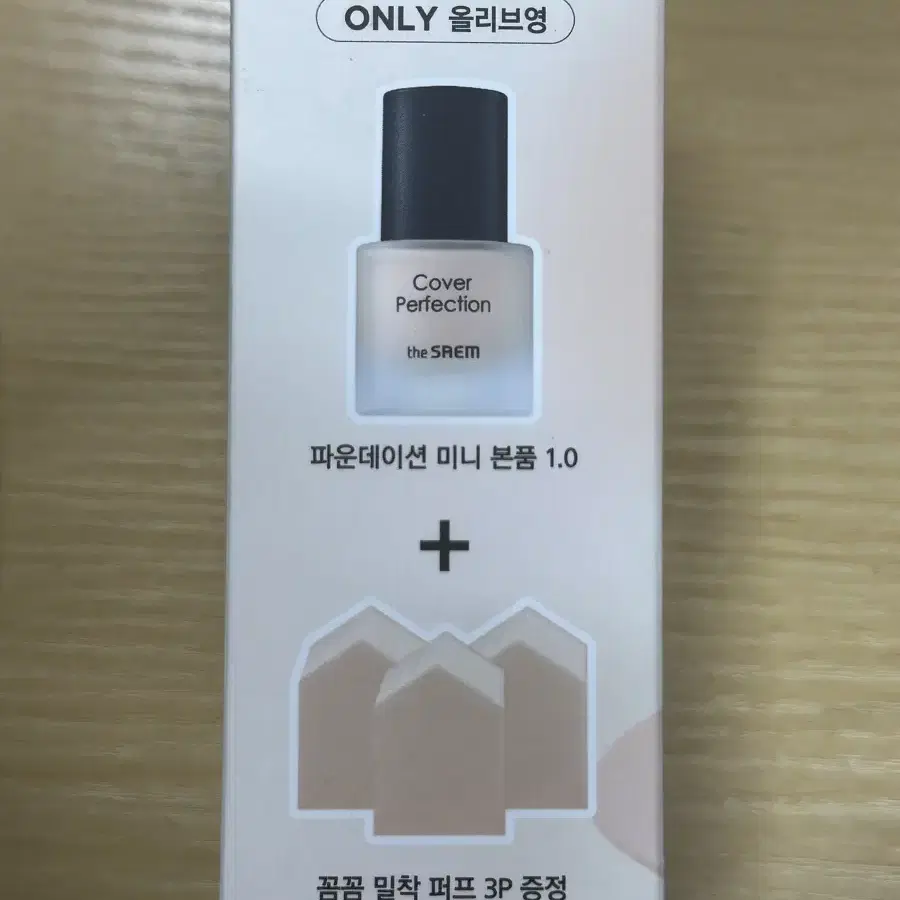 ONLY 올리브영
Cover
Perfection
the SAEM
파운데이션 미니 본품 1.0
+
꼼꼼 밀착 퍼프 3P 증정